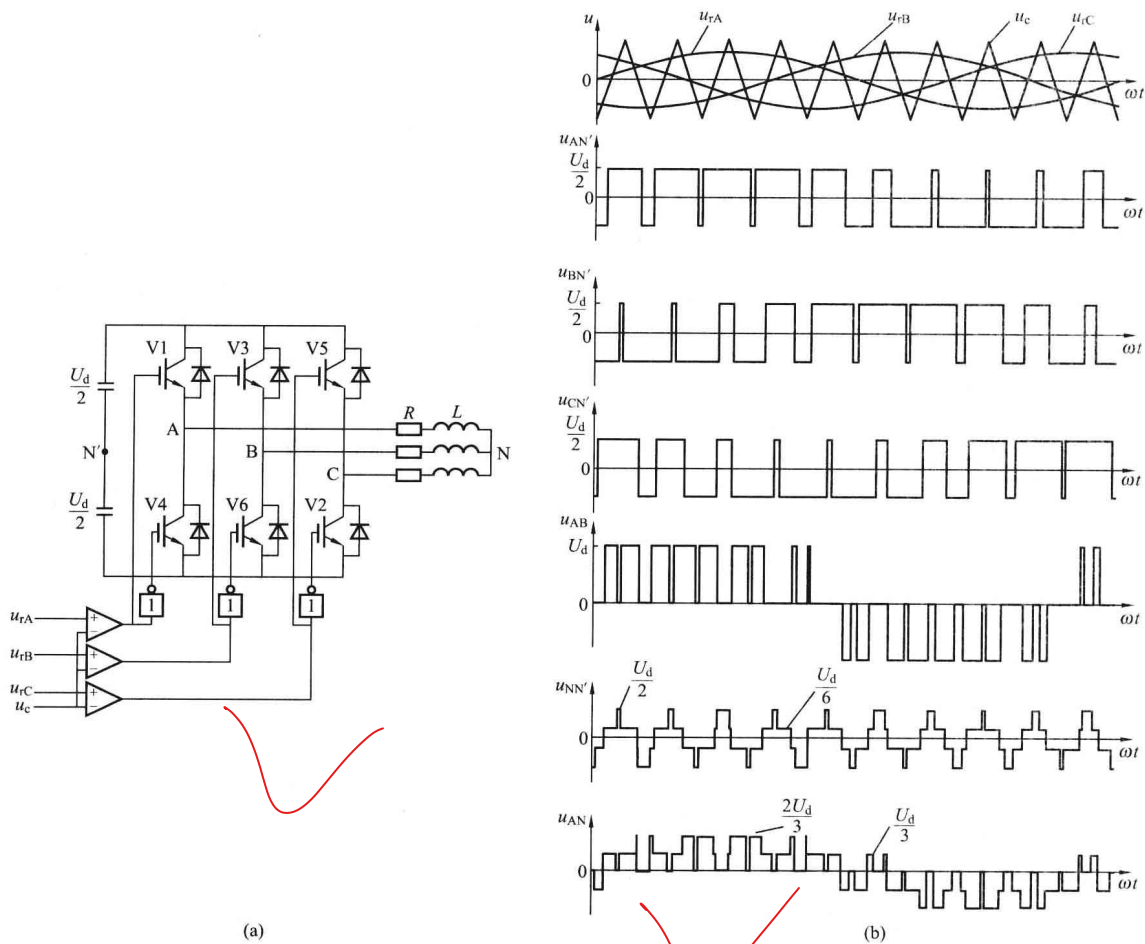 V1
V3
V5
U_d/2
A
R
L
N′
B
N
C
U_d/2
V4
V6
V2
1
1
1
u_rA
+
−
u_rB
+
−
u_rC
+
u_c
−
(a)
u
u_rA
u_rB
u_c
u_rC
0
ωt
u_AN′
U_d/2
0
ωt
u_BN′
U_d/2
0
ωt
u_CN′
U_d/2
0
ωt
u_AB
U_d
0
ωt
u_NN′
U_d/2
U_d/6
0
ωt
u_AN
2U_d/3
U_d/3
0
ωt
(b)